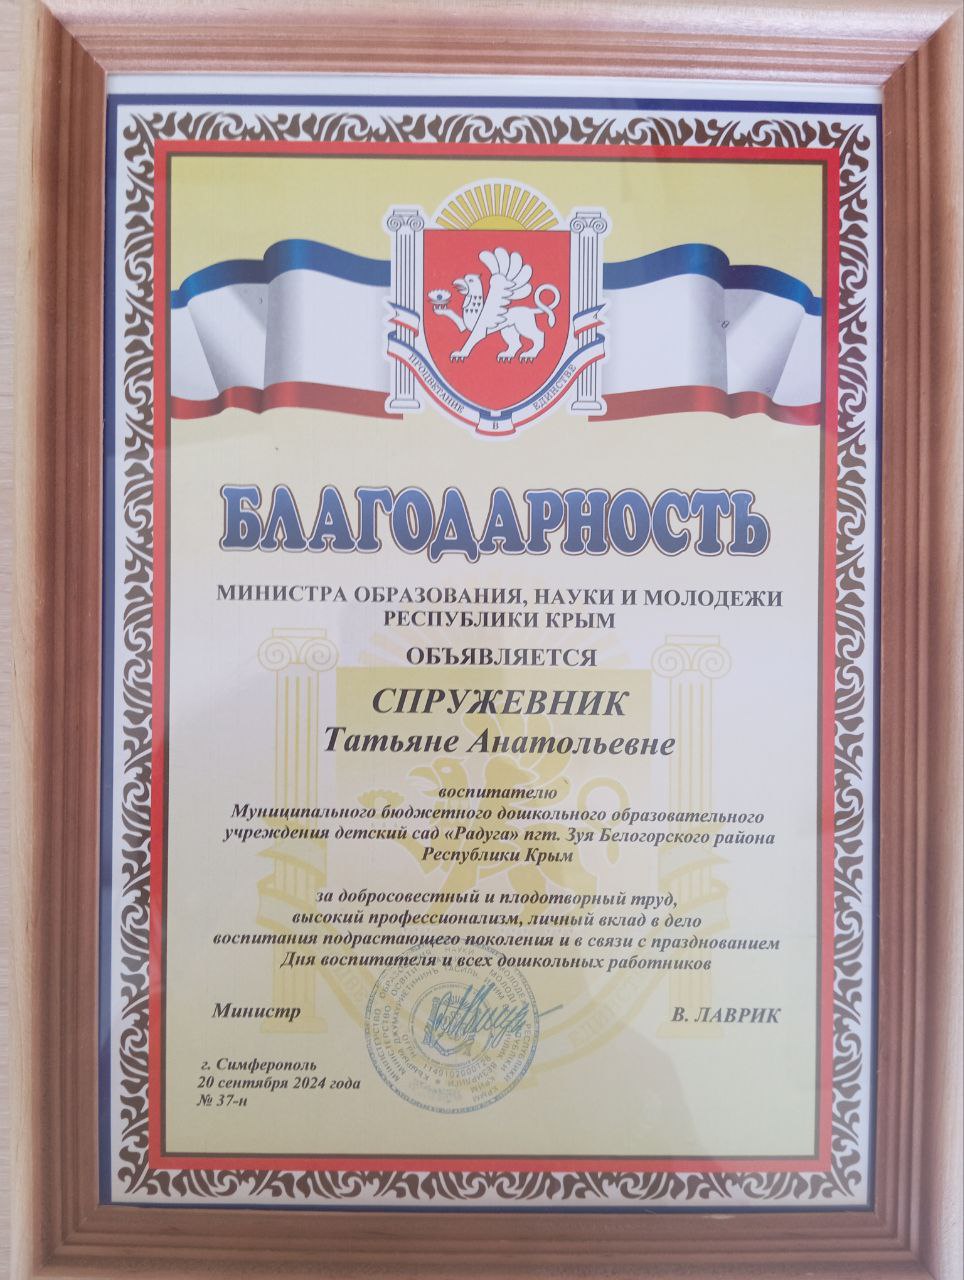 ПРОЦВЕТАНИЕ В ЕДИНСТВЕ
БЛАГОДАРНОСТЬ
МИНИСТРА ОБРАЗОВАНИЯ, НАУКИ И МОЛОДЕЖИ
РЕСПУБЛИКИ КРЫМ
ОБЪЯВЛЯЕТСЯ
СПРУЖЕВНИК
Татьяне Анатольевне
воспитателю
Муниципального бюджетного дошкольного образовательного
учреждения детский сад «Радуга» пгт. Зуя Белогорского района
Республики Крым
за добросовестный и плодотворный труд,
высокий профессионализм, личный вклад в дело
воспитания подрастающего поколения и в связи с празднованием
Дня воспитателя и всех дошкольных работников
Министр
В. ЛАВРИК
г. Симферополь
20 сентября 2024 года
№ 37-н